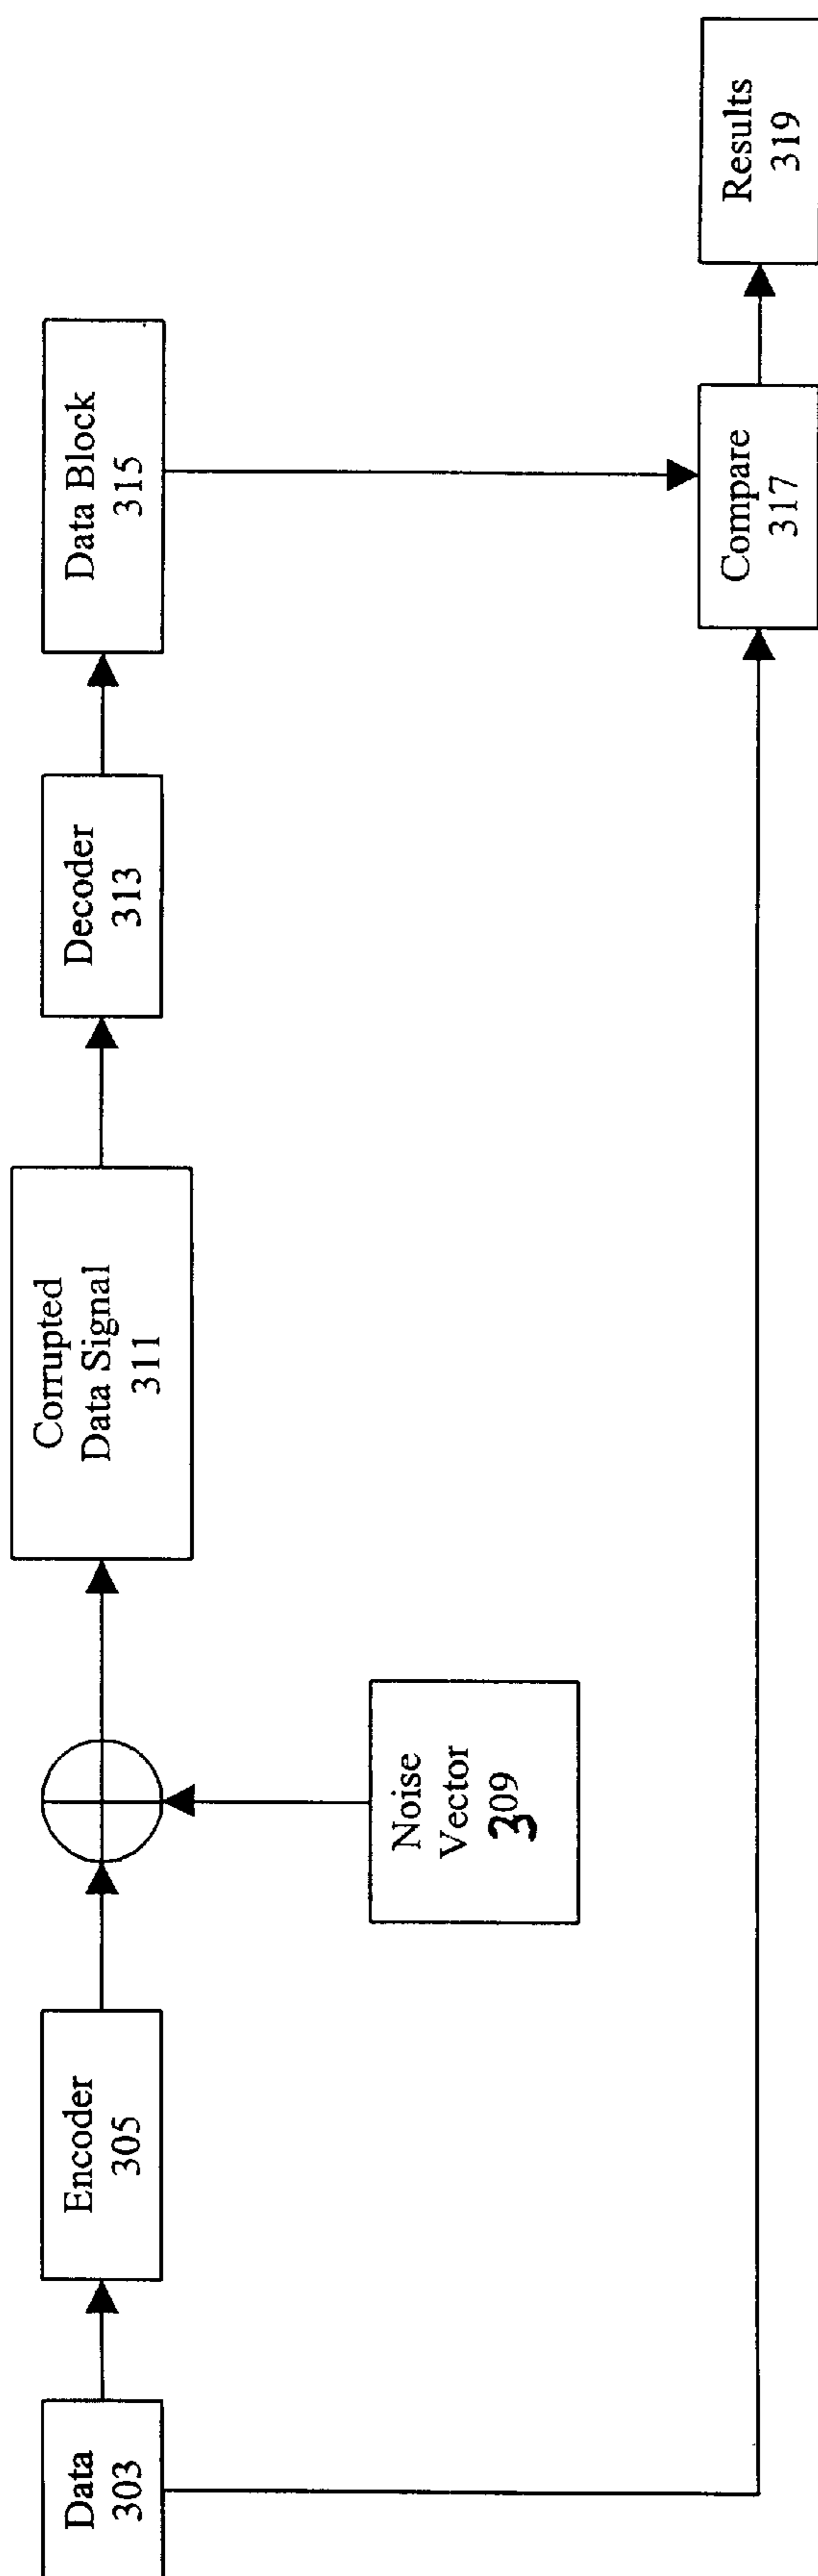 Data
303
Encoder
305
Noise
Vector
309
Corrupted
Data Signal
311
Decoder
313
Data Block
315
Compare
317
Results
319